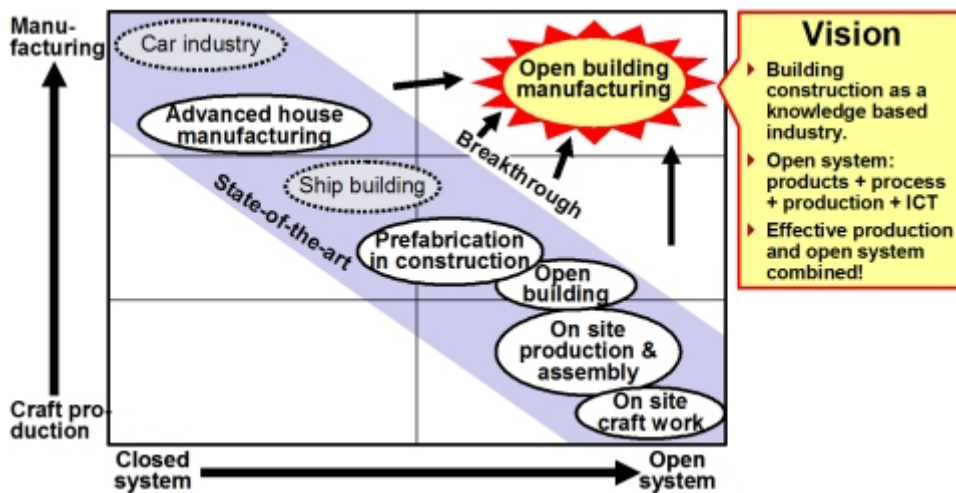 Manu-
facturing
Car industry
Advanced house
manufacturing
Ship building
State-of-the-art
Prefabrication
in construction
Open
building
On site
production &
assembly
On site
craft work
Breakthrough
Open building
manufacturing
Craft pro-
duction
Closed
system
Open
system
Vision
Building
construction as a
knowledge based
industry.
Open system:
products + process
+ production + ICT
Effective production
and open system
combined!